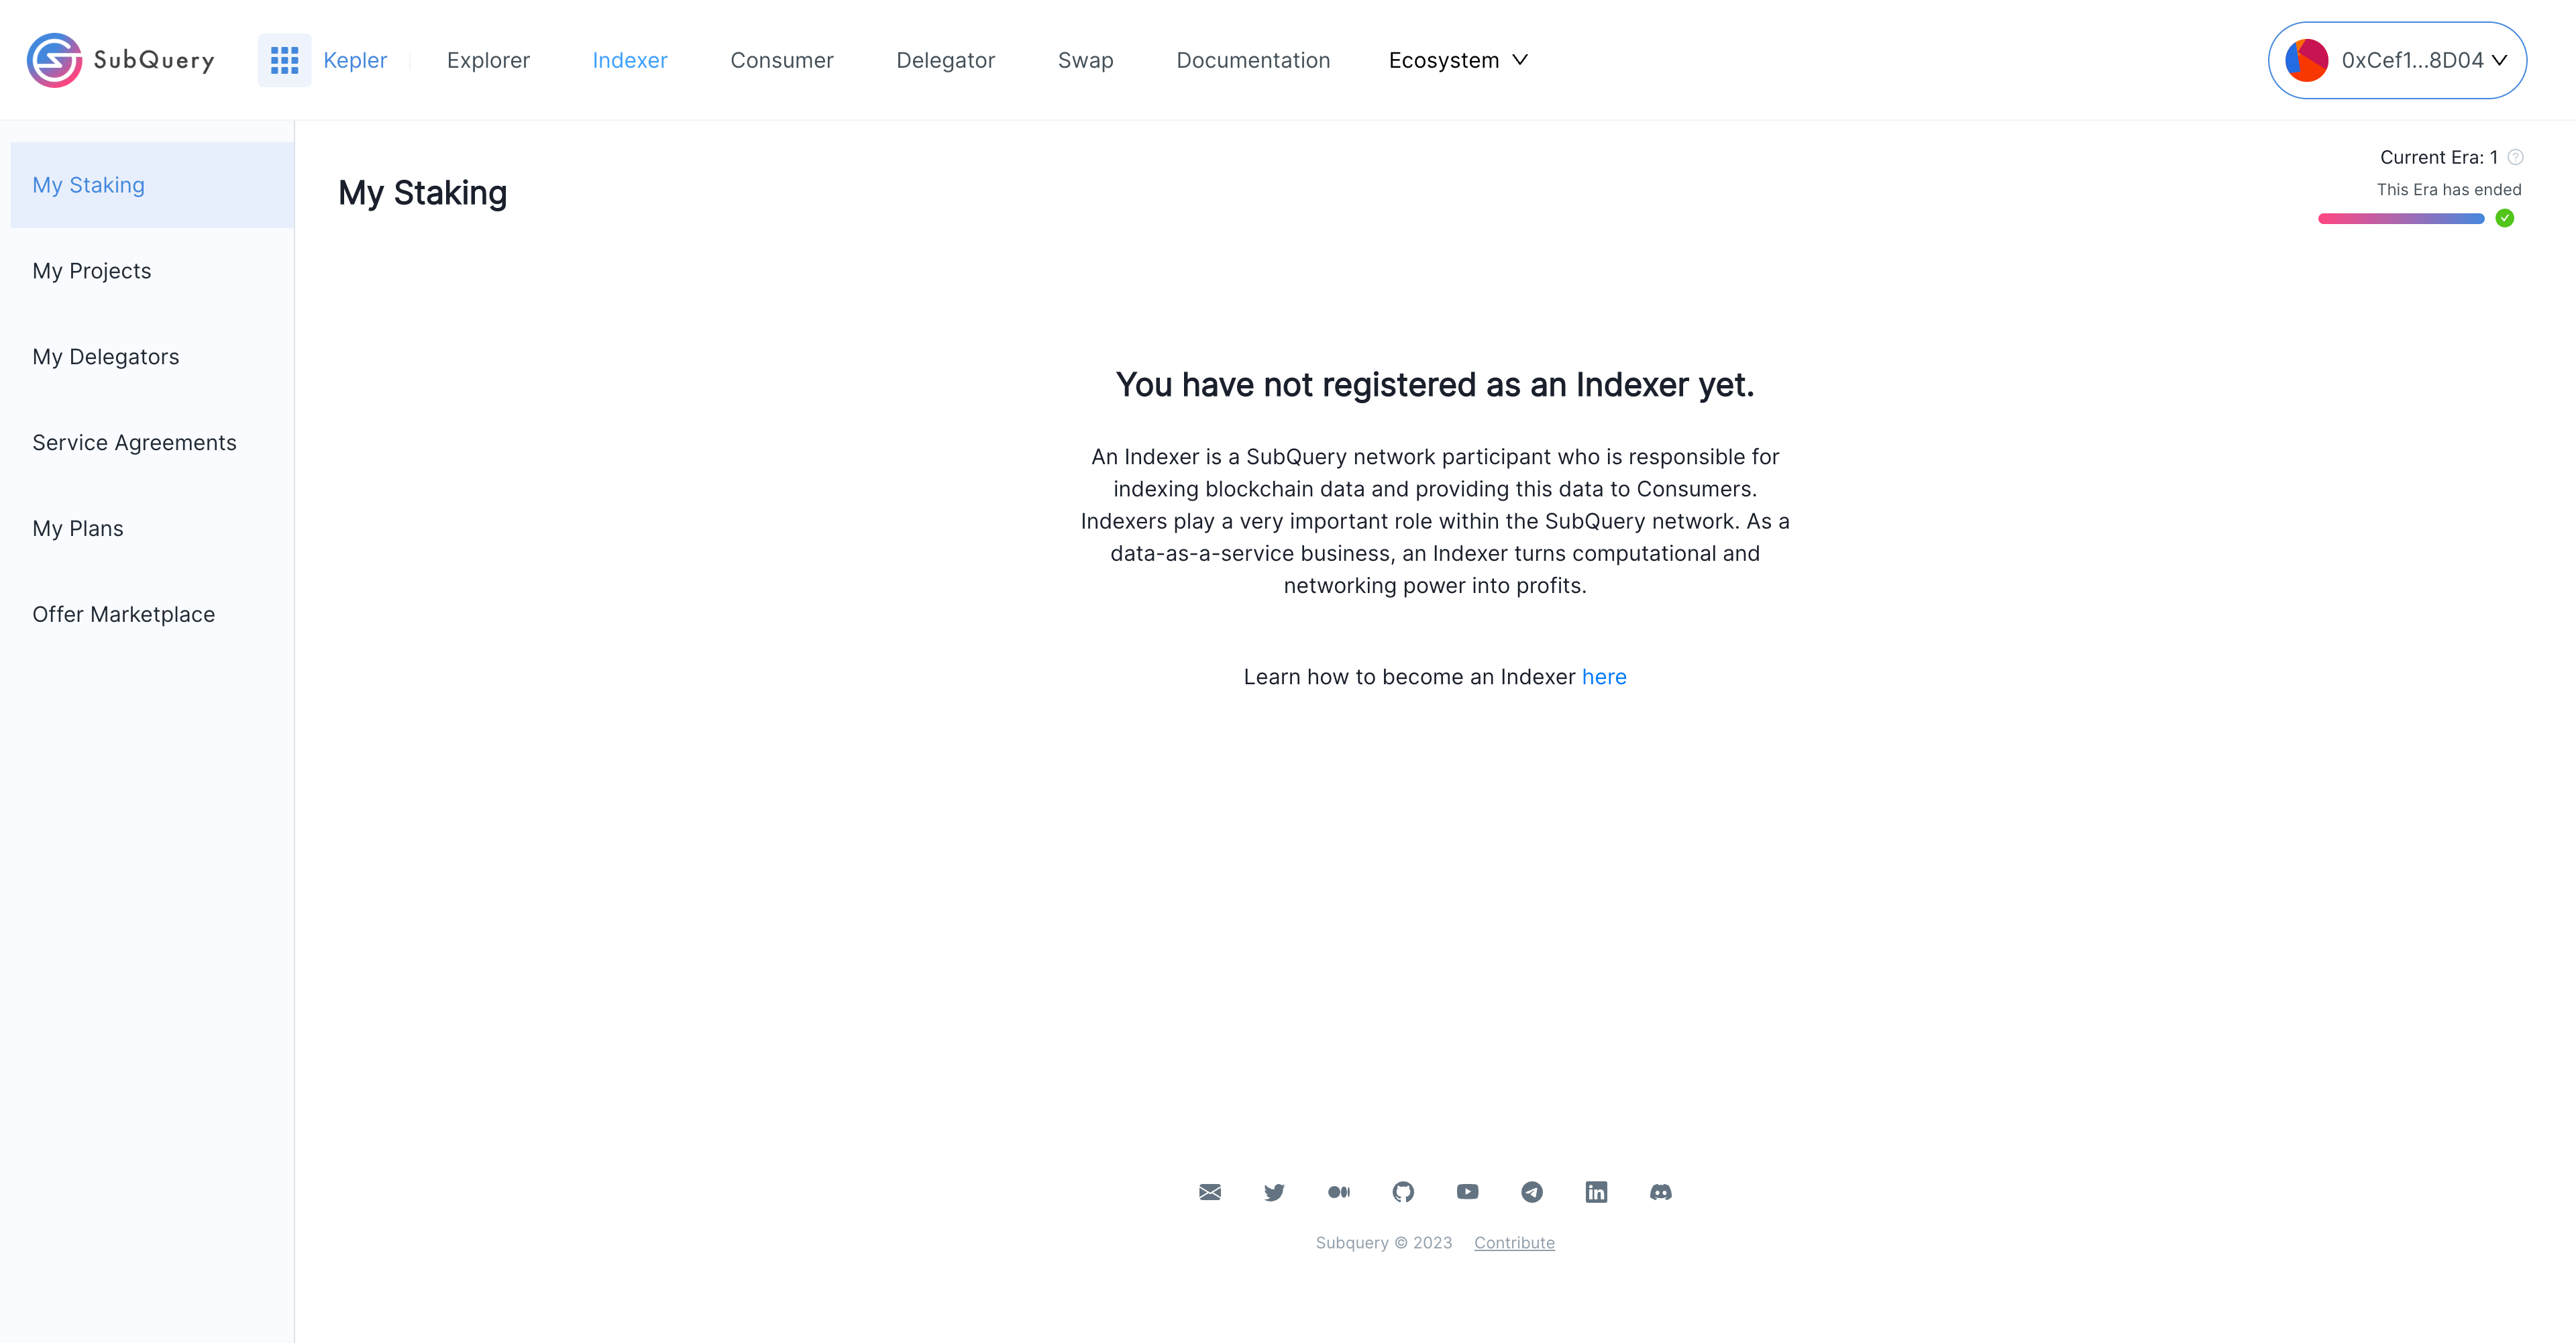 SubQuery
Kepler
Explorer
Indexer
Consumer
Delegator
Swap
Documentation
Ecosystem
0xCef1...8D04
My Staking
My Projects
My Delegators
Service Agreements
My Plans
Offer Marketplace
My Staking
Current Era: 1
This Era has ended
You have not registered as an Indexer yet.
An Indexer is a SubQuery network participant who is responsible for
indexing blockchain data and providing this data to Consumers.
Indexers play a very important role within the SubQuery network. As a
data-as-a-service business, an Indexer turns computational and
networking power into profits.
Learn how to become an Indexer here
Subquery © 2023 Contribute